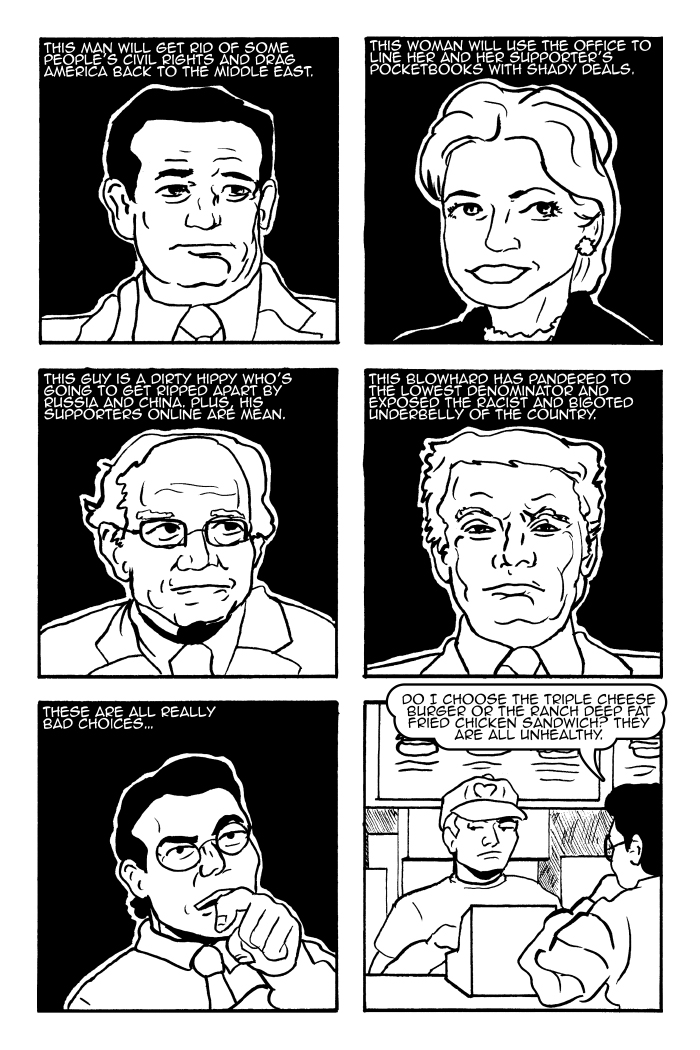 THIS MAN WILL GET RID OF SOME
PEOPLE'S CIVIL RIGHTS AND DRAG
AMERICA BACK TO THE MIDDLE EAST.
THIS WOMAN WILL USE THE OFFICE TO
LINE HER AND HER SUPPORTER'S
POCKETBOOKS WITH SHADY DEALS.
THIS GUY IS A DIRTY HIPPY WHO'S
GOING TO GET RIPPED APART BY
RUSSIA AND CHINA. PLUS, HIS
SUPPORTERS ONLINE ARE MEAN.
THIS BLOWHARD HAS PANDERED TO
THE LOWEST DENOMINATOR AND
EXPOSED THE RACIST AND BIGOTED
UNDERBELLY OF THE COUNTRY.
THESE ARE ALL REALLY
BAD CHOICES...
DO I CHOOSE THE TRIPLE CHEESE
BURGER OR THE RANCH DEEP FAT
FRIED CHICKEN SANDWICH? THEY
ARE ALL UNHEALTHY.